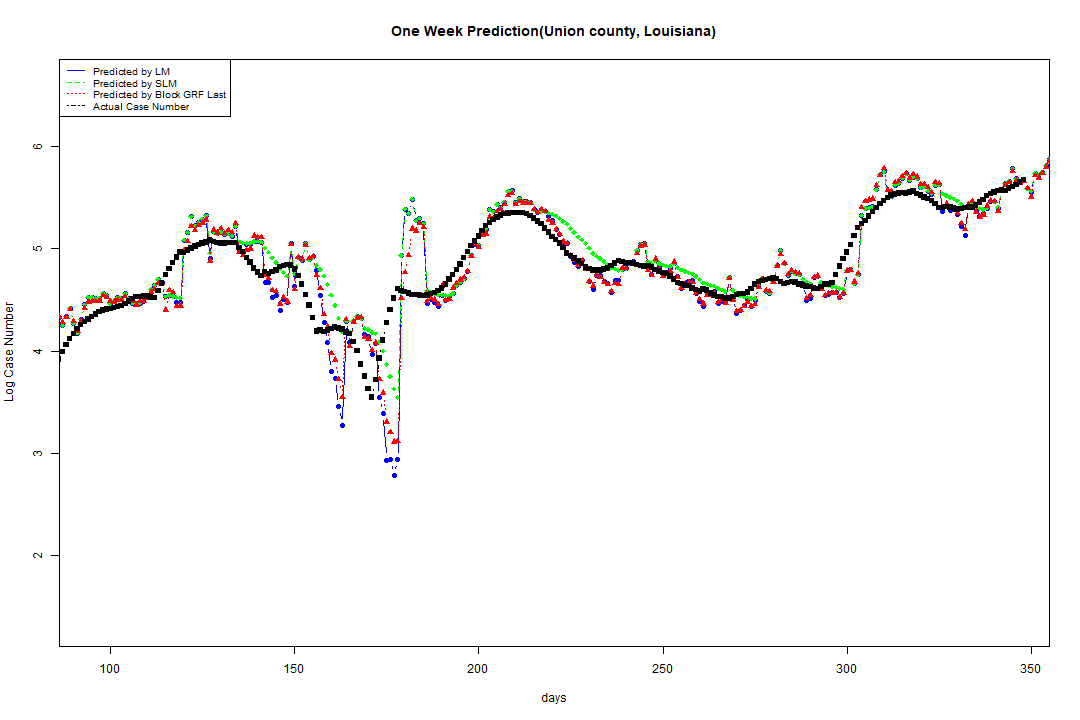 One Week Prediction(Union county, Louisiana)
Predicted by LM
Predicted by SLM
Predicted by Block GRF Last
Actual Case Number
6
5
4
3
2
Log Case Number
100 150 200 250 300 350
days